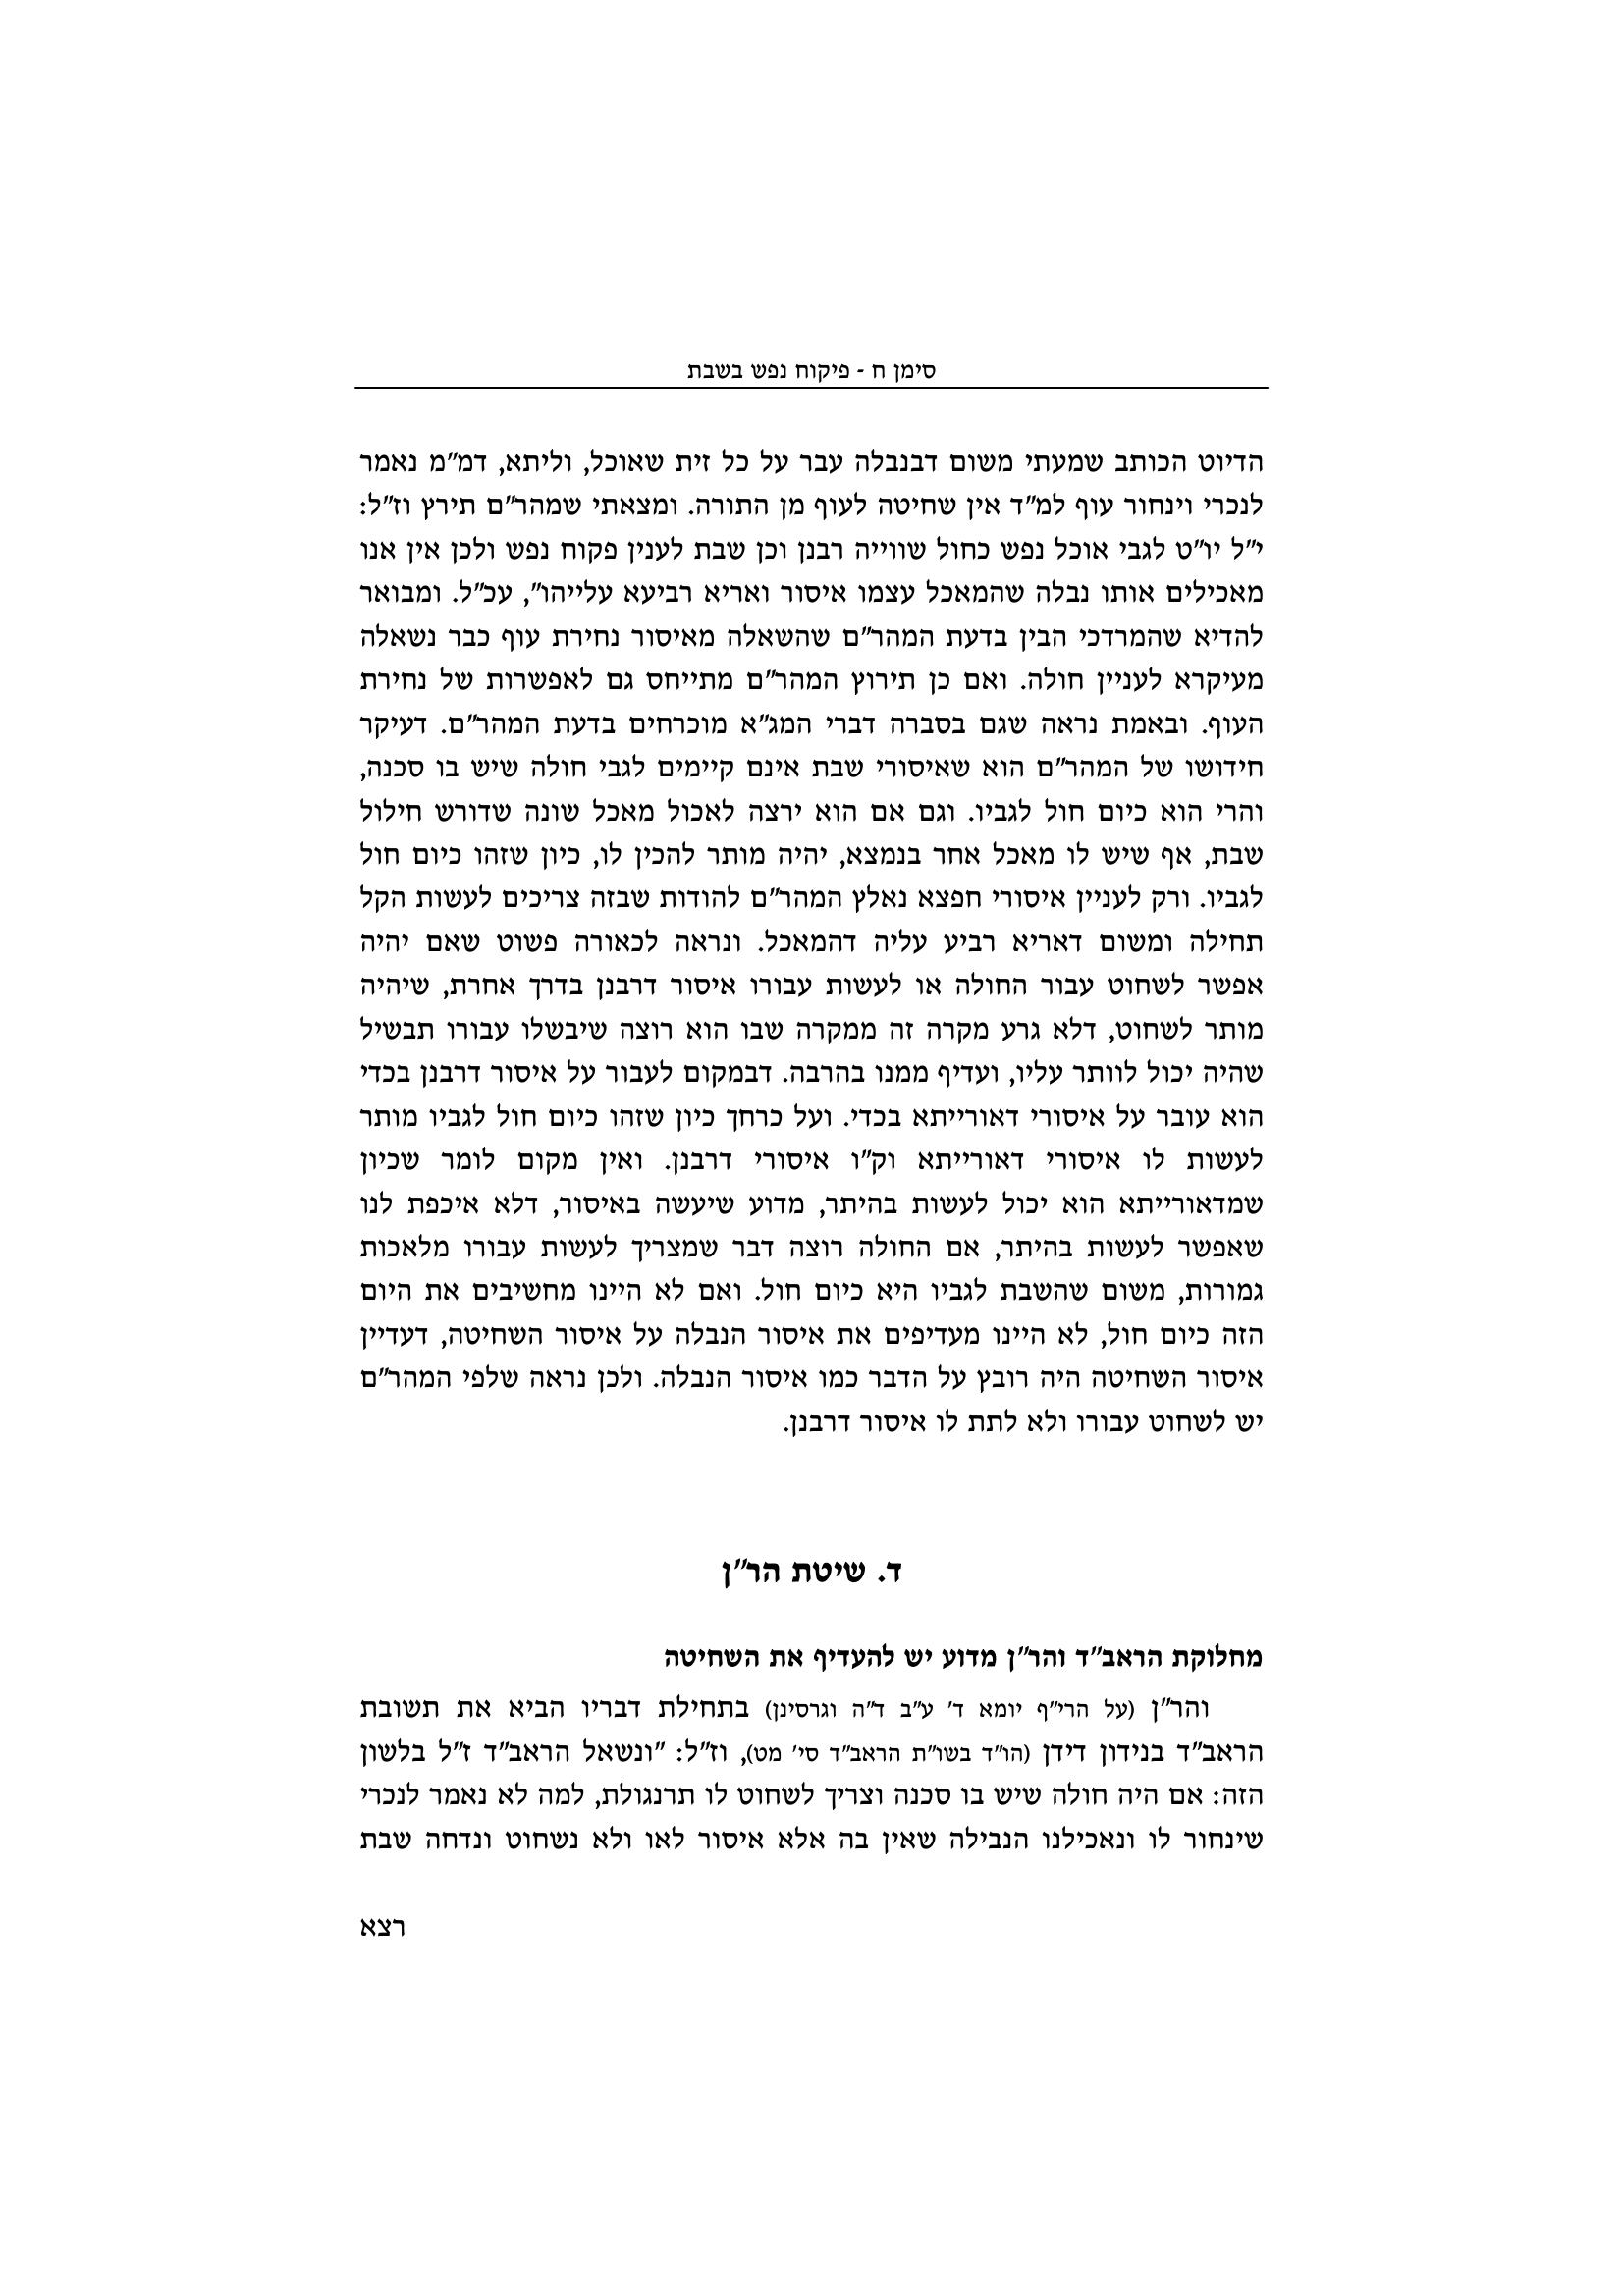 סימן ח - פיקוח נפש בשבת
הדיוט הכותב שמעתי משום דבנבלה עבר על כל זית שאוכל, וליתא, דמ"מ נאמר
לנכרי וינחור עוף למ"ד אין שחיטה לעוף מן התורה. ומצאתי שמהר"ם תירץ וז"ל:
י"ל יו"ט לגבי אוכל נפש כחול שווייה רבנן וכן שבת לענין פקוח נפש ולכן אין אנו
מאכילים אותו נבלה שהמאכל עצמו איסור ואריא רביעא עלייהו", עכ"ל. ומבואר
להדיא שהמרדכי הבין בדעת המהר"ם שהשאלה מאיסור נחירת עוף כבר נשאלה
מעיקרא לעניין חולה. ואם כן תירוץ המהר"ם מתייחס גם לאפשרות של נחירת
העוף. ובאמת נראה שגם בסברה דברי המג"א מוכרחים בדעת המהר"ם. דעיקר
חידושו של המהר"ם הוא שאיסורי שבת אינם קיימים לגבי חולה שיש בו סכנה,
והרי הוא כיום חול לגביו. וגם אם הוא ירצה לאכול מאכל שונה שדורש חילול
שבת, אף שיש לו מאכל אחר בנמצא, יהיה מותר להכין לו, כיון שזהו כיום חול
לגביו. ורק לעניין איסורי חפצא נאלץ המהר"ם להודות שבזה צריכים לעשות הקל
תחילה ומשום דאריא רביע עליה דהמאכל. ונראה לכאורה פשוט שאם יהיה
אפשר לשחוט עבור החולה או לעשות עבורו איסור דרבנן בדרך אחרת, שיהיה
מותר לשחוט, דלא גרע מקרה זה ממקרה שבו הוא רוצה שיבשלו עבורו תבשיל
שהיה יכול לוותר עליו, ועדיף ממנו בהרבה. דבמקום לעבור על איסור דרבנן בכדי
הוא עובר על איסורי דאורייתא בכדי. ועל כרחך כיון שזהו כיום חול לגביו מותר
לעשות לו איסורי דאורייתא וק"ו איסורי דרבנן. ואין מקום לומר שכיון
שמדאורייתא הוא יכול לעשות בהיתר, מדוע שיעשה באיסור, דלא איכפת לנו
שאפשר לעשות בהיתר, אם החולה רוצה דבר שמצריך לעשות עבורו מלאכות
גמורות, משום שהשבת לגביו היא כיום חול. ואם לא היינו מחשיבים את היום
הזה כיום חול, לא היינו מעדיפים את איסור הנבלה על איסור השחיטה, דעדיין
איסור השחיטה היה רובץ על הדבר כמו איסור הנבלה. ולכן נראה שלפי המהר"ם
יש לשחוט עבורו ולא לתת לו איסור דרבנן.
ד. שיטת הר"ן
מחלוקת הראב"ד והר"ן מדוע יש להעדיף את השחיטה
והר"ן (על הרי"ף יומא ד' ע"ב ד"ה וגרסינן) בתחילת דבריו הביא את תשובת
הראב"ד בנידון דידן (הו"ד בשו"ת הראב"ד סי' מט), וז"ל: "ונשאל הראב"ד ז"ל בלשון
הזה: אם היה חולה שיש בו סכנה וצריך לשחוט לו תרנגולת, למה לא נאמר לנכרי
שינחור לו ונאכילנו הנבילה שאין בה אלא איסור לאו ולא נשחוט ונדחה שבת
רצא